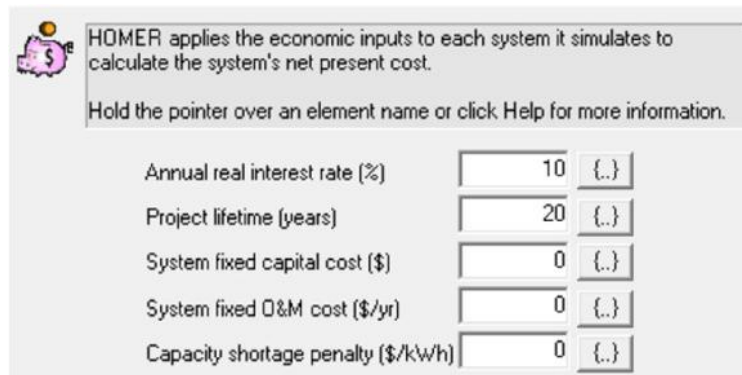 HOMER applies the economic inputs to each system it simulates to
calculate the system's net present cost.
Hold the pointer over an element name or click Help for more information.
Annual real interest rate (%) 10 {..}
Project lifetime (years) 20 {..}
System fixed capital cost ($) 0 {..}
System fixed O&M cost ($/yr) 0 {..}
Capacity shortage penalty ($/kWh) 0 {..}